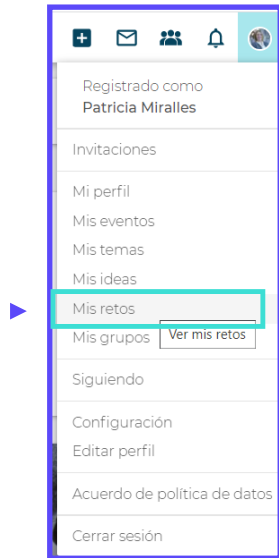 Registrado como
Patricia Miralles
Invitaciones
Mi perfil
Mis eventos
Mis temas
Mis ideas
Mis retos
Mis grupos
Ver mis retos
Siguiendo
Configuración
Editar perfil
Acuerdo de política de datos
Cerrar sesión